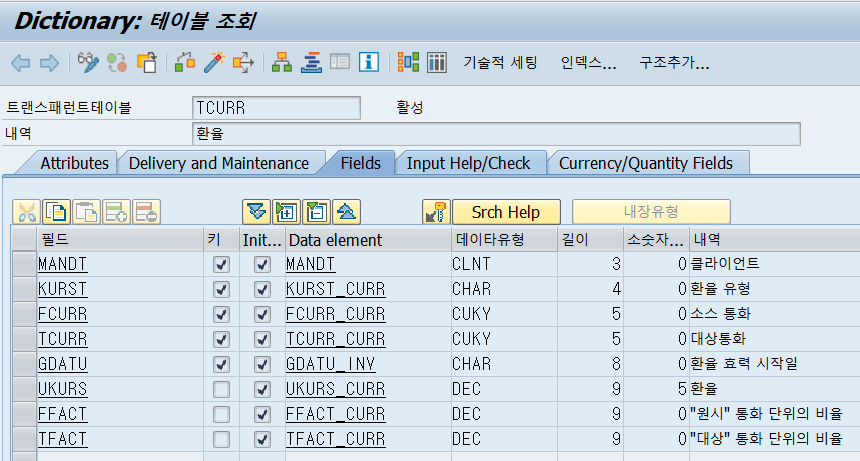 Dictionary: 테이블 조회
기술적 세팅 인덱스... 구조추가...
트랜스패런트테이블 TCURR 활성
내역 환율
Attributes Delivery and Maintenance Fields Input Help/Check Currency/Quantity Fields
Srch Help 내장유형
필드 키 Init... Data element 데이타유형 길이 소숫자... 내역
MANDT MANDT CLNT 3 0 클라이언트
KURST KURST_CURR CHAR 4 0 환율 유형
FCURR FCURR_CURR CUKY 5 0 소스 통화
TCURR TCURR_CURR CUKY 5 0 대상통화
GDATU GDATU_INV CHAR 8 0 환율 효력 시작일
UKURS UKURS_CURR DEC 9 5 환율
FFACT FFACT_CURR DEC 9 0 "원시" 통화 단위의 비율
TFACT TFACT_CURR DEC 9 0 "대상" 통화 단위의 비율